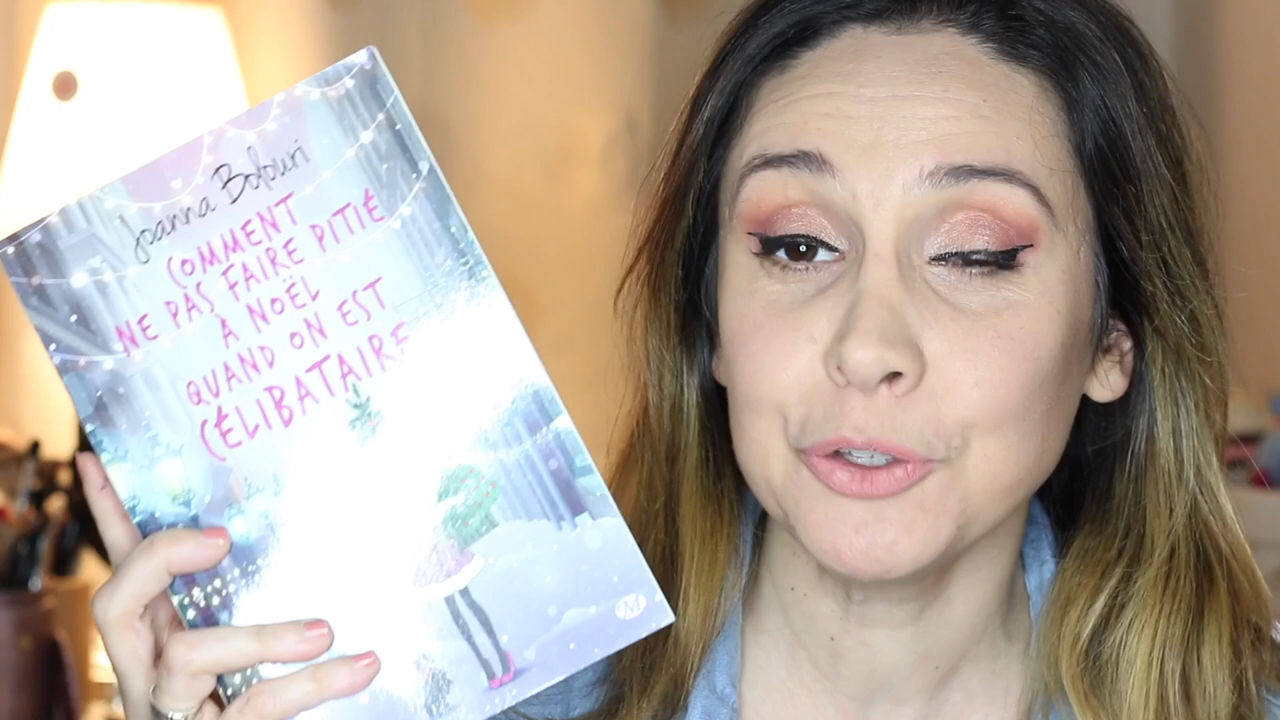 Joanna Bolouri
COMMENT
NE PAS FAIRE PITIÉ
À NOËL
QUAND ON EST
CÉLIBATAIRE
M